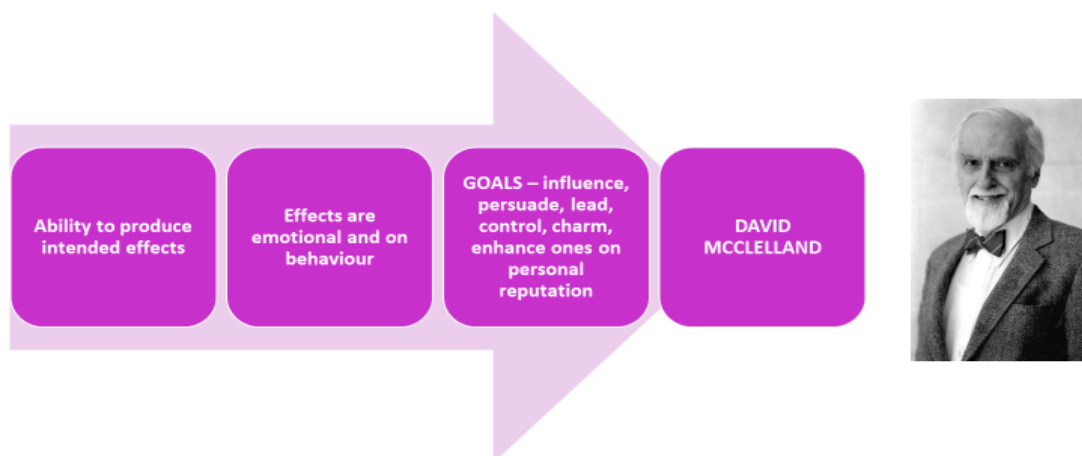 Ability to produce
intended effects
Effects are
emotional and on
behaviour
GOALS – influence,
persuade, lead,
control, charm,
enhance ones on
personal
reputation
DAVID
MCCLELLAND